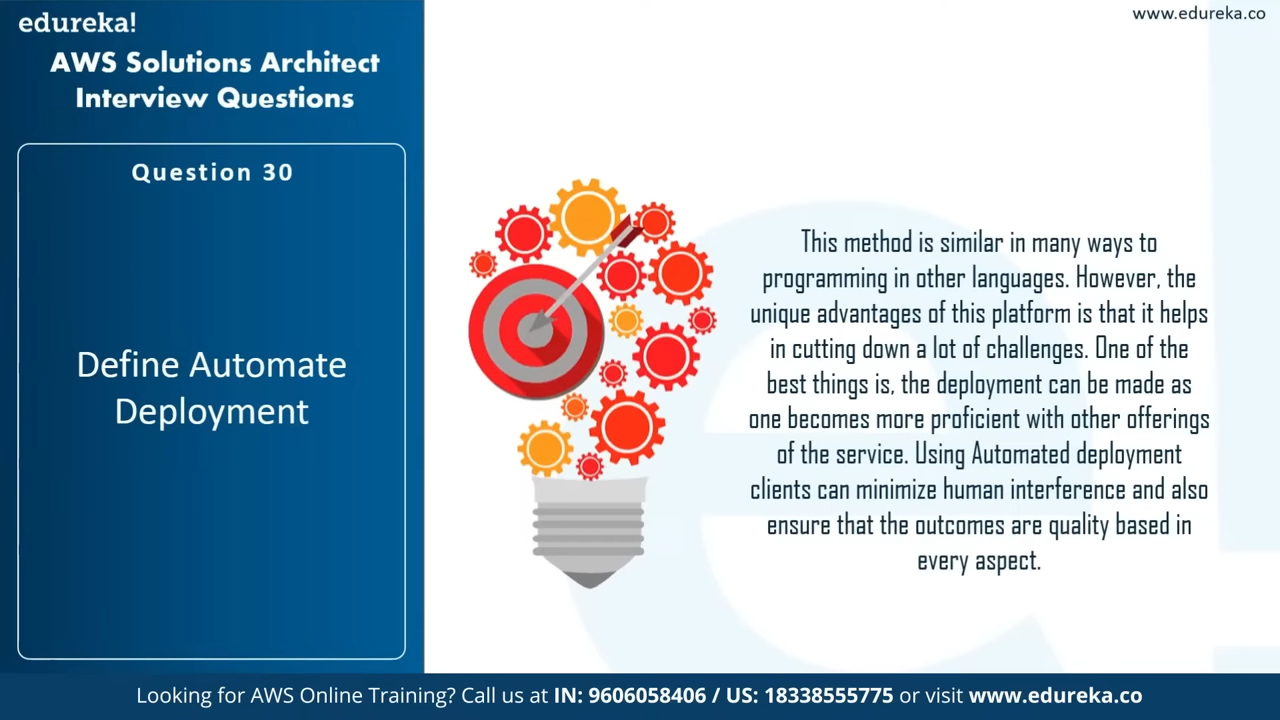 edureka!
www.edureka.co
AWS Solutions Architect
Interview Questions
Question 30
Define Automate
Deployment
This method is similar in many ways to
programming in other languages. However, the
unique advantages of this platform is that it helps
in cutting down a lot of challenges. One of the
best things is, the deployment can be made as
one becomes more proficient with other offerings
of the service. Using Automated deployment
clients can minimize human interference and also
ensure that the outcomes are quality based in
every aspect.
Looking for AWS Online Training? Call us at IN: 9606058406 / US: 18338555775 or visit www.edureka.co